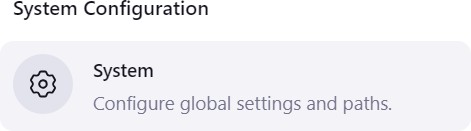 System Configuration
System
Configure global settings and paths.